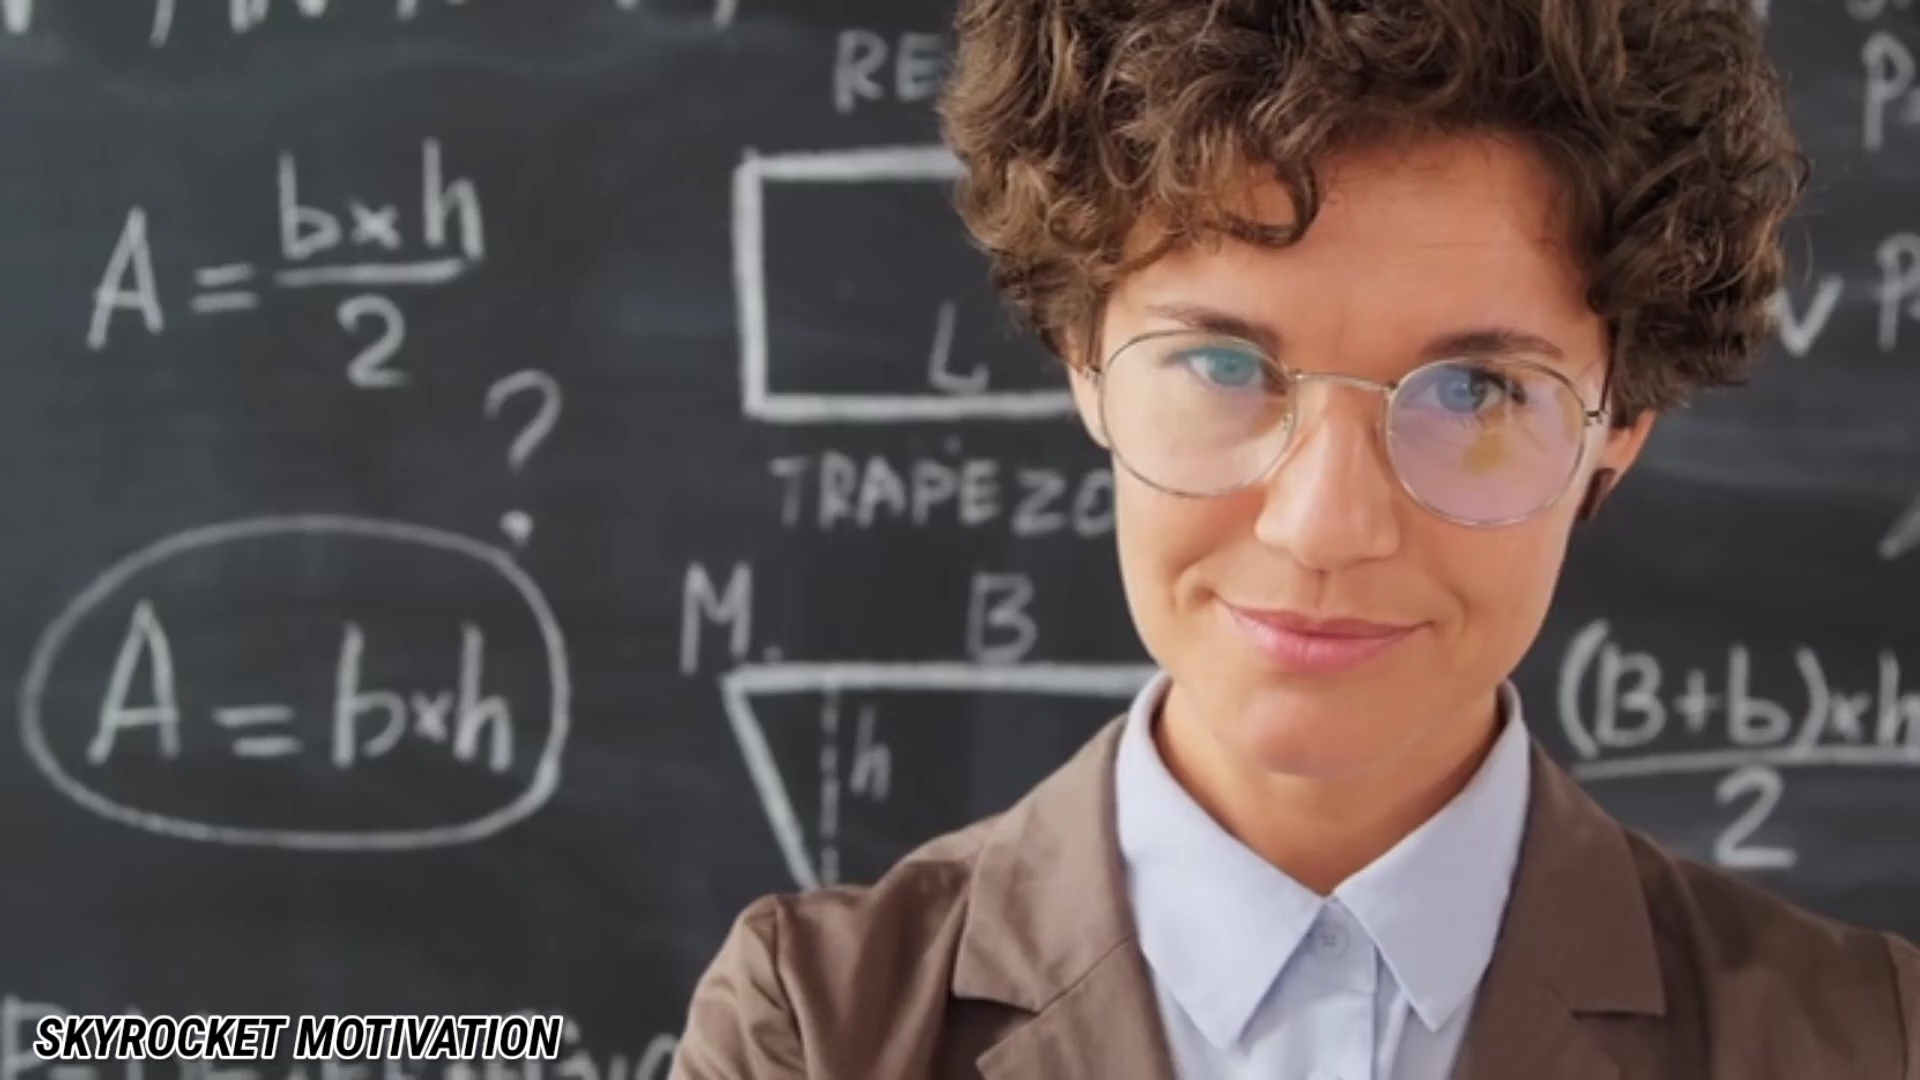 A = b×h
2
?
A = b×h
RE
L
TRAPEZO
M.
B
h
(B+b)×h
2
SKYROCKET MOTIVATION